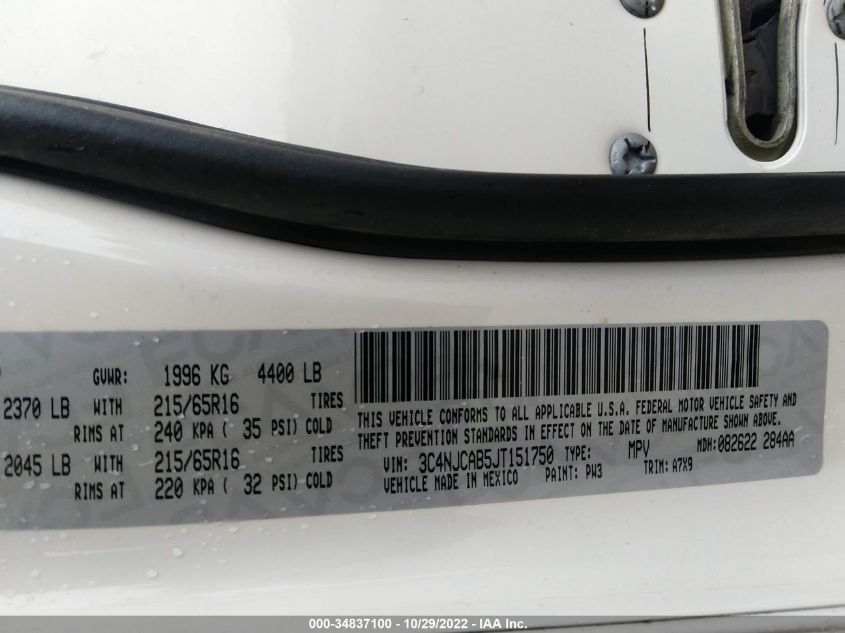 GVWR: 1996 KG 4400 LB
2370 LB WITH 215/65R16 TIRES
RIMS AT 240 KPA ( 35 PSI) COLD
2045 LB WITH 215/65R16 TIRES
RIMS AT 220 KPA ( 32 PSI) COLD
THIS VEHICLE CONFORMS TO ALL APPLICABLE U.S.A. FEDERAL MOTOR VEHICLE SAFETY AND
THEFT PREVENTION STANDARDS IN EFFECT ON THE DATE OF MANUFACTURE SHOWN ABOVE.
VIN: 3C4NJCAB5JT151750 TYPE: MPV MDH: 082622 284AA
VEHICLE MADE IN MEXICO PAINT: PW3 TRIM: A7X9
000-34837100 - 10/29/2022 - IAA Inc.